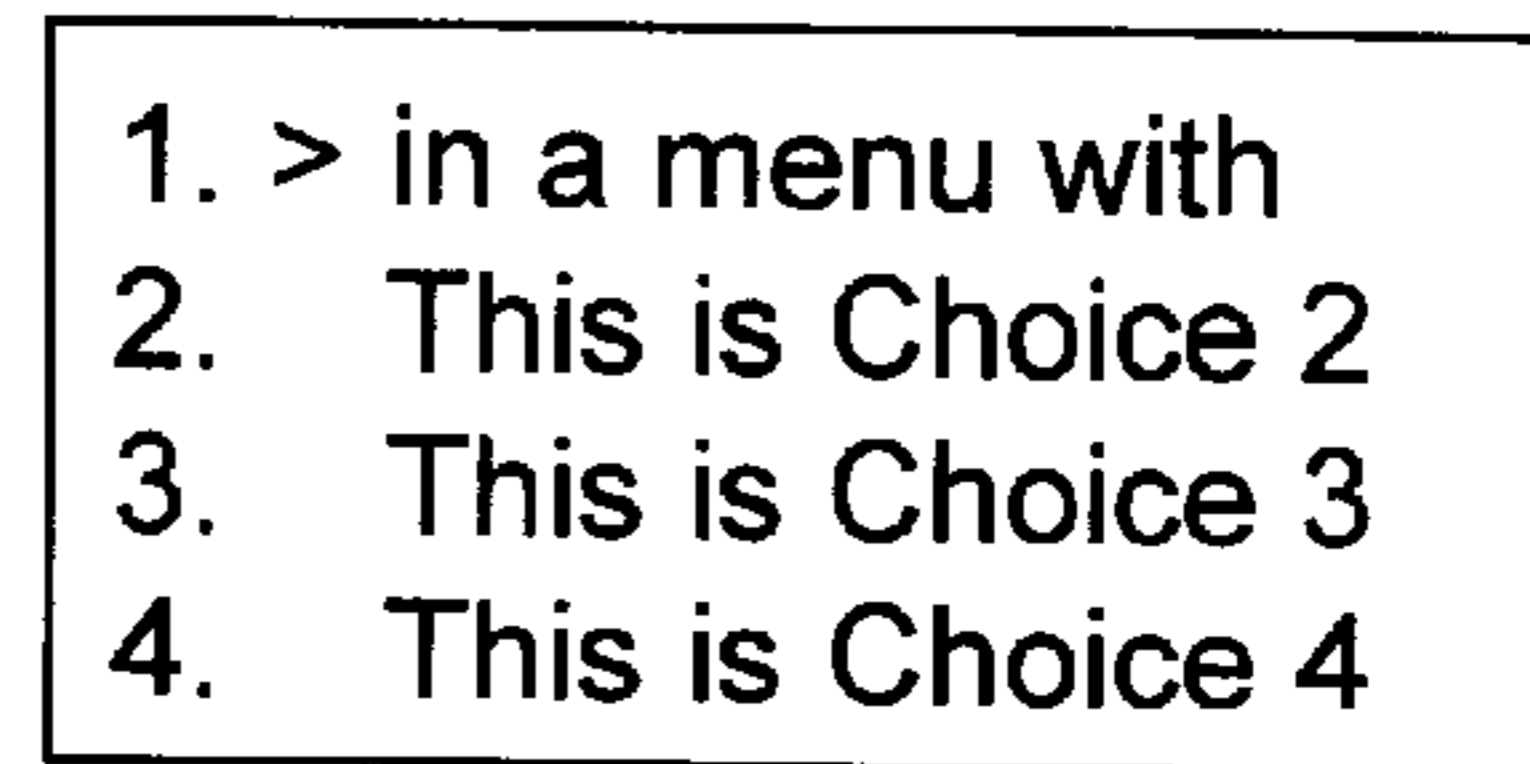 1. > in a menu with
2. This is Choice 2
3. This is Choice 3
4. This is Choice 4